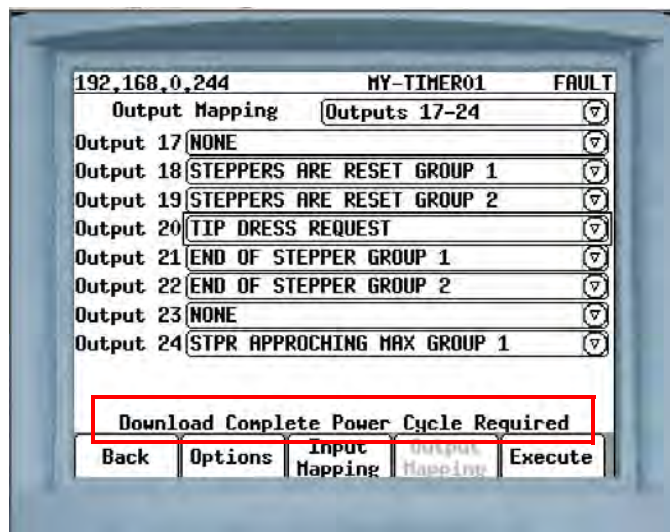 192,168,0,244 MY-TIMER01 FAULT
Output Mapping Outputs 17-24
Output 17 NONE
Output 18 STEPPERS ARE RESET GROUP 1
Output 19 STEPPERS ARE RESET GROUP 2
Output 20 TIP DRESS REQUEST
Output 21 END OF STEPPER GROUP 1
Output 22 END OF STEPPER GROUP 2
Output 23 NONE
Output 24 STPR APPROCHING MAX GROUP 1
Download Complete Power Cycle Required
Back Options Input Mapping Output Mapping Execute